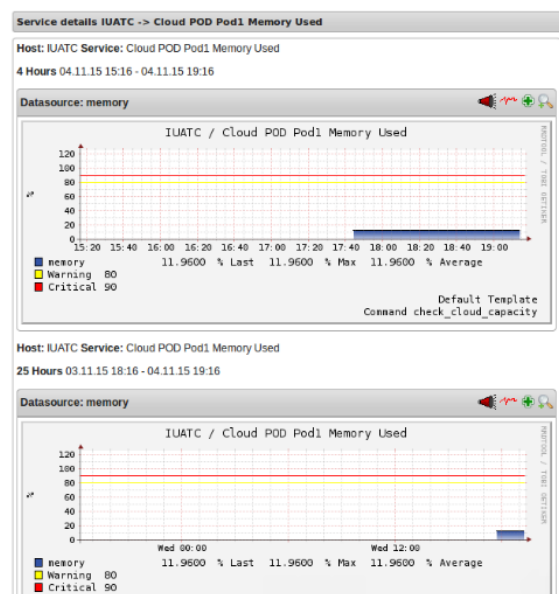 Service details IUATC -> Cloud POD Pod1 Memory Used
Host: IUATC Service: Cloud POD Pod1 Memory Used
4 Hours 04.11.15 15:16 - 04.11.15 19:16
Datasource: memory
IUATC / Cloud POD Pod1 Memory Used
RRDTOOL / TOBI OETIKER
120
100
80
60
40
20
0
%
15:20 15:40 16:00 16:20 16:40 17:00 17:20 17:40 18:00 18:20 18:40 19:00
memory 11.9600 % Last 11.9600 % Max 11.9600 % Average
Warning 80
Critical 90
Default Template
Command check_cloud_capacity
Host: IUATC Service: Cloud POD Pod1 Memory Used
25 Hours 03.11.15 18:16 - 04.11.15 19:16
Datasource: memory
IUATC / Cloud POD Pod1 Memory Used
RRDTOOL / TOBI OETIKER
120
100
80
60
40
20
0
%
Wed 00:00 Wed 12:00
memory 11.9600 % Last 11.9600 % Max 11.9600 % Average
Warning 80
Critical 90